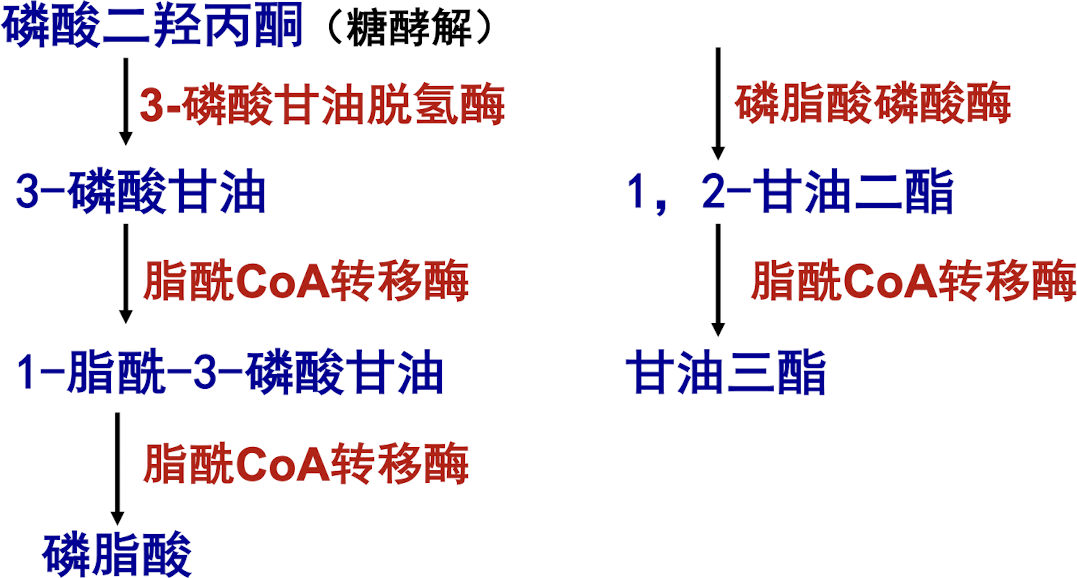 磷酸二羟丙酮（糖酵解）
3-磷酸甘油脱氢酶
3-磷酸甘油
脂酰CoA转移酶
1-脂酰-3-磷酸甘油
脂酰CoA转移酶
磷脂酸
磷脂酸磷酸酶
1，2-甘油二酯
脂酰CoA转移酶
甘油三酯